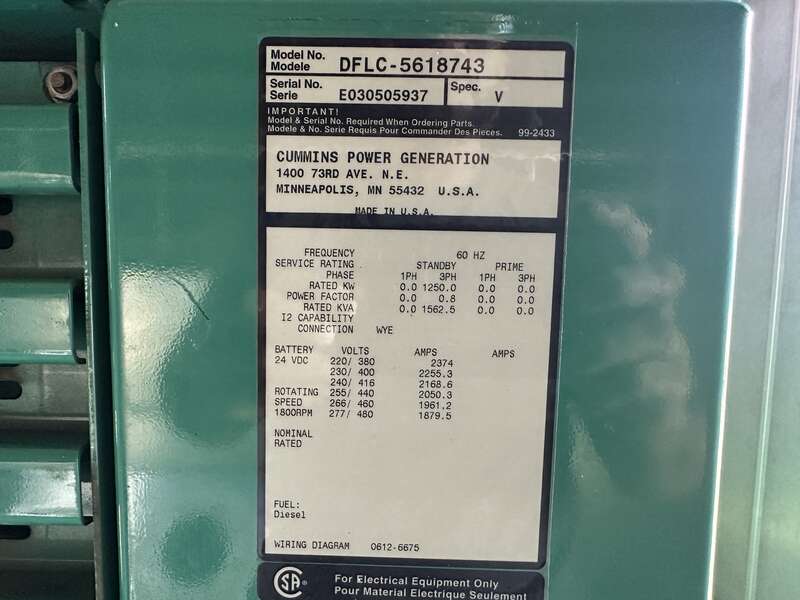 Model No. DFLC-5618743
Modele
Serial No. E030505937 Spec. V
Serie
IMPORTANT!
Model & Serial No. Required When Ordering Parts.
Modele & No. Serie Requis Pour Commander Des Pieces. 99-2433
CUMMINS POWER GENERATION
1400 73RD AVE. N.E.
MINNEAPOLIS, MN 55432 U.S.A.
MADE IN U.S.A.
FREQUENCY 60 HZ
SERVICE RATING STANDBY PRIME
PHASE 1PH 3PH 1PH 3PH
RATED KW 0.0 1250.0 0.0 0.0
POWER FACTOR 0.0 0.8 0.0 0.0
RATED KVA 0.0 1562.5 0.0 0.0
I2 CAPABILITY
CONNECTION WYE
BATTERY VOLTS AMPS AMPS
24 VDC 220/ 380 2374
230/ 400 2255.3
240/ 416 2168.6
ROTATING 255/ 440 2050.3
SPEED 266/ 460 1961.2
1800RPM 277/ 480 1879.5
NOMINAL
RATED
FUEL:
Diesel
WIRING DIAGRAM 0612-6675
CSA
For Electrical Equipment Only
Pour Material Electrique Seulement